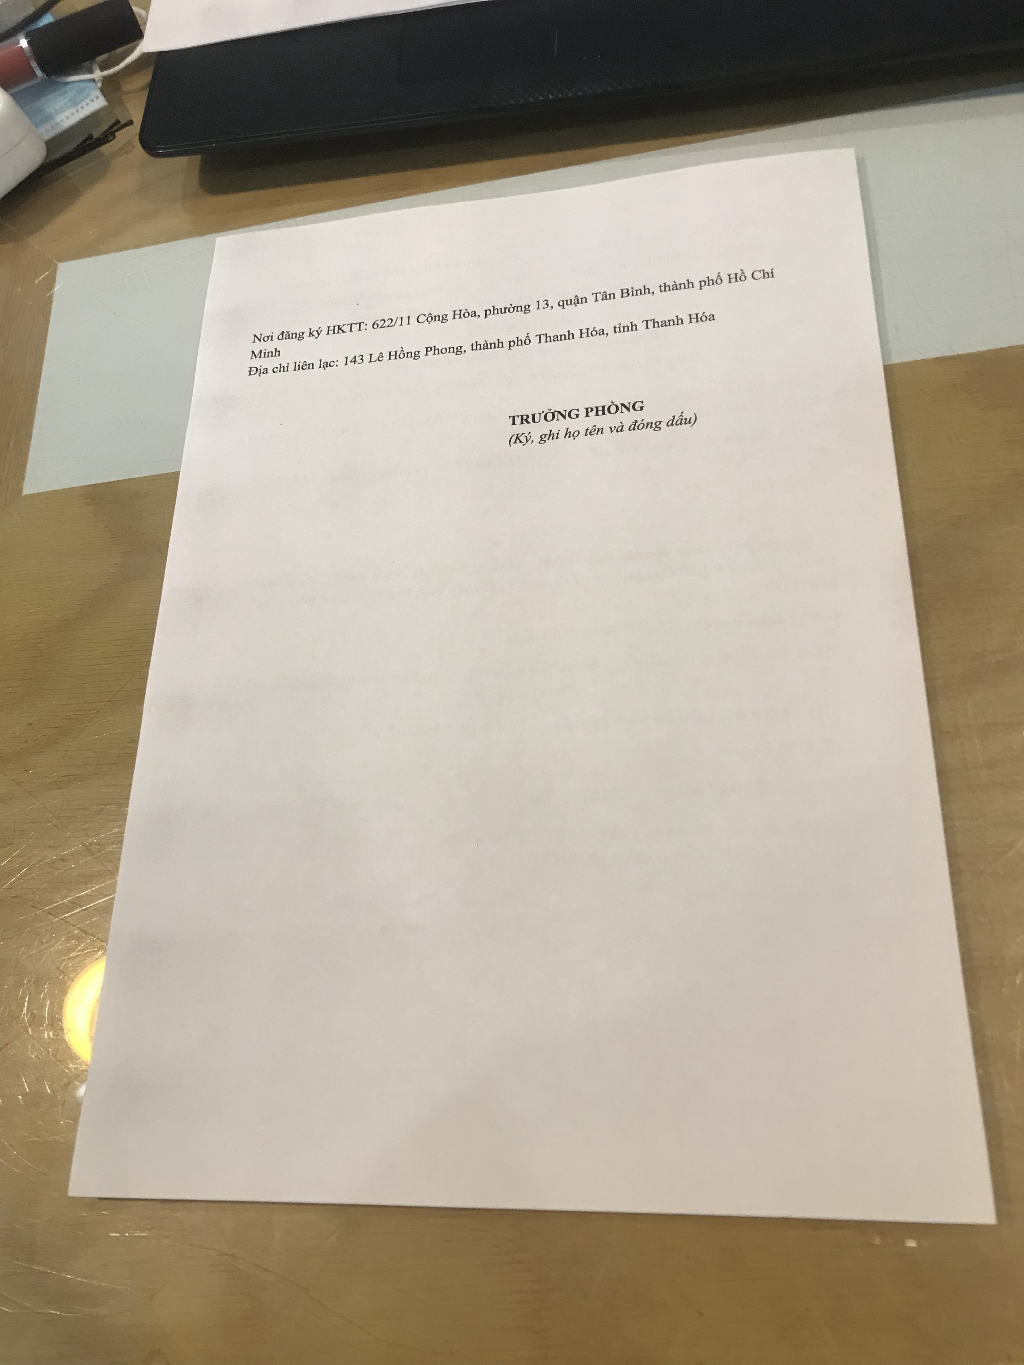 Nơi đăng ký HKTT: 622/11 Cộng Hòa, phường 13, quận Tân Bình, thành phố Hồ Chí
Minh
Địa chỉ liên lạc: 143 Lê Hồng Phong, thành phố Thanh Hóa, tỉnh Thanh Hóa
TRƯỞNG PHÒNG
(Ký, ghi họ tên và đóng dấu)